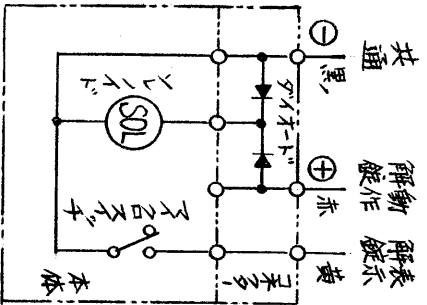 ⊖
黒
共通
ソレノイド
SOL
ダイオード
⊕
赤
解錠
動作
マイクロスイッチ
黄
解錠
表示
本体
コネクター